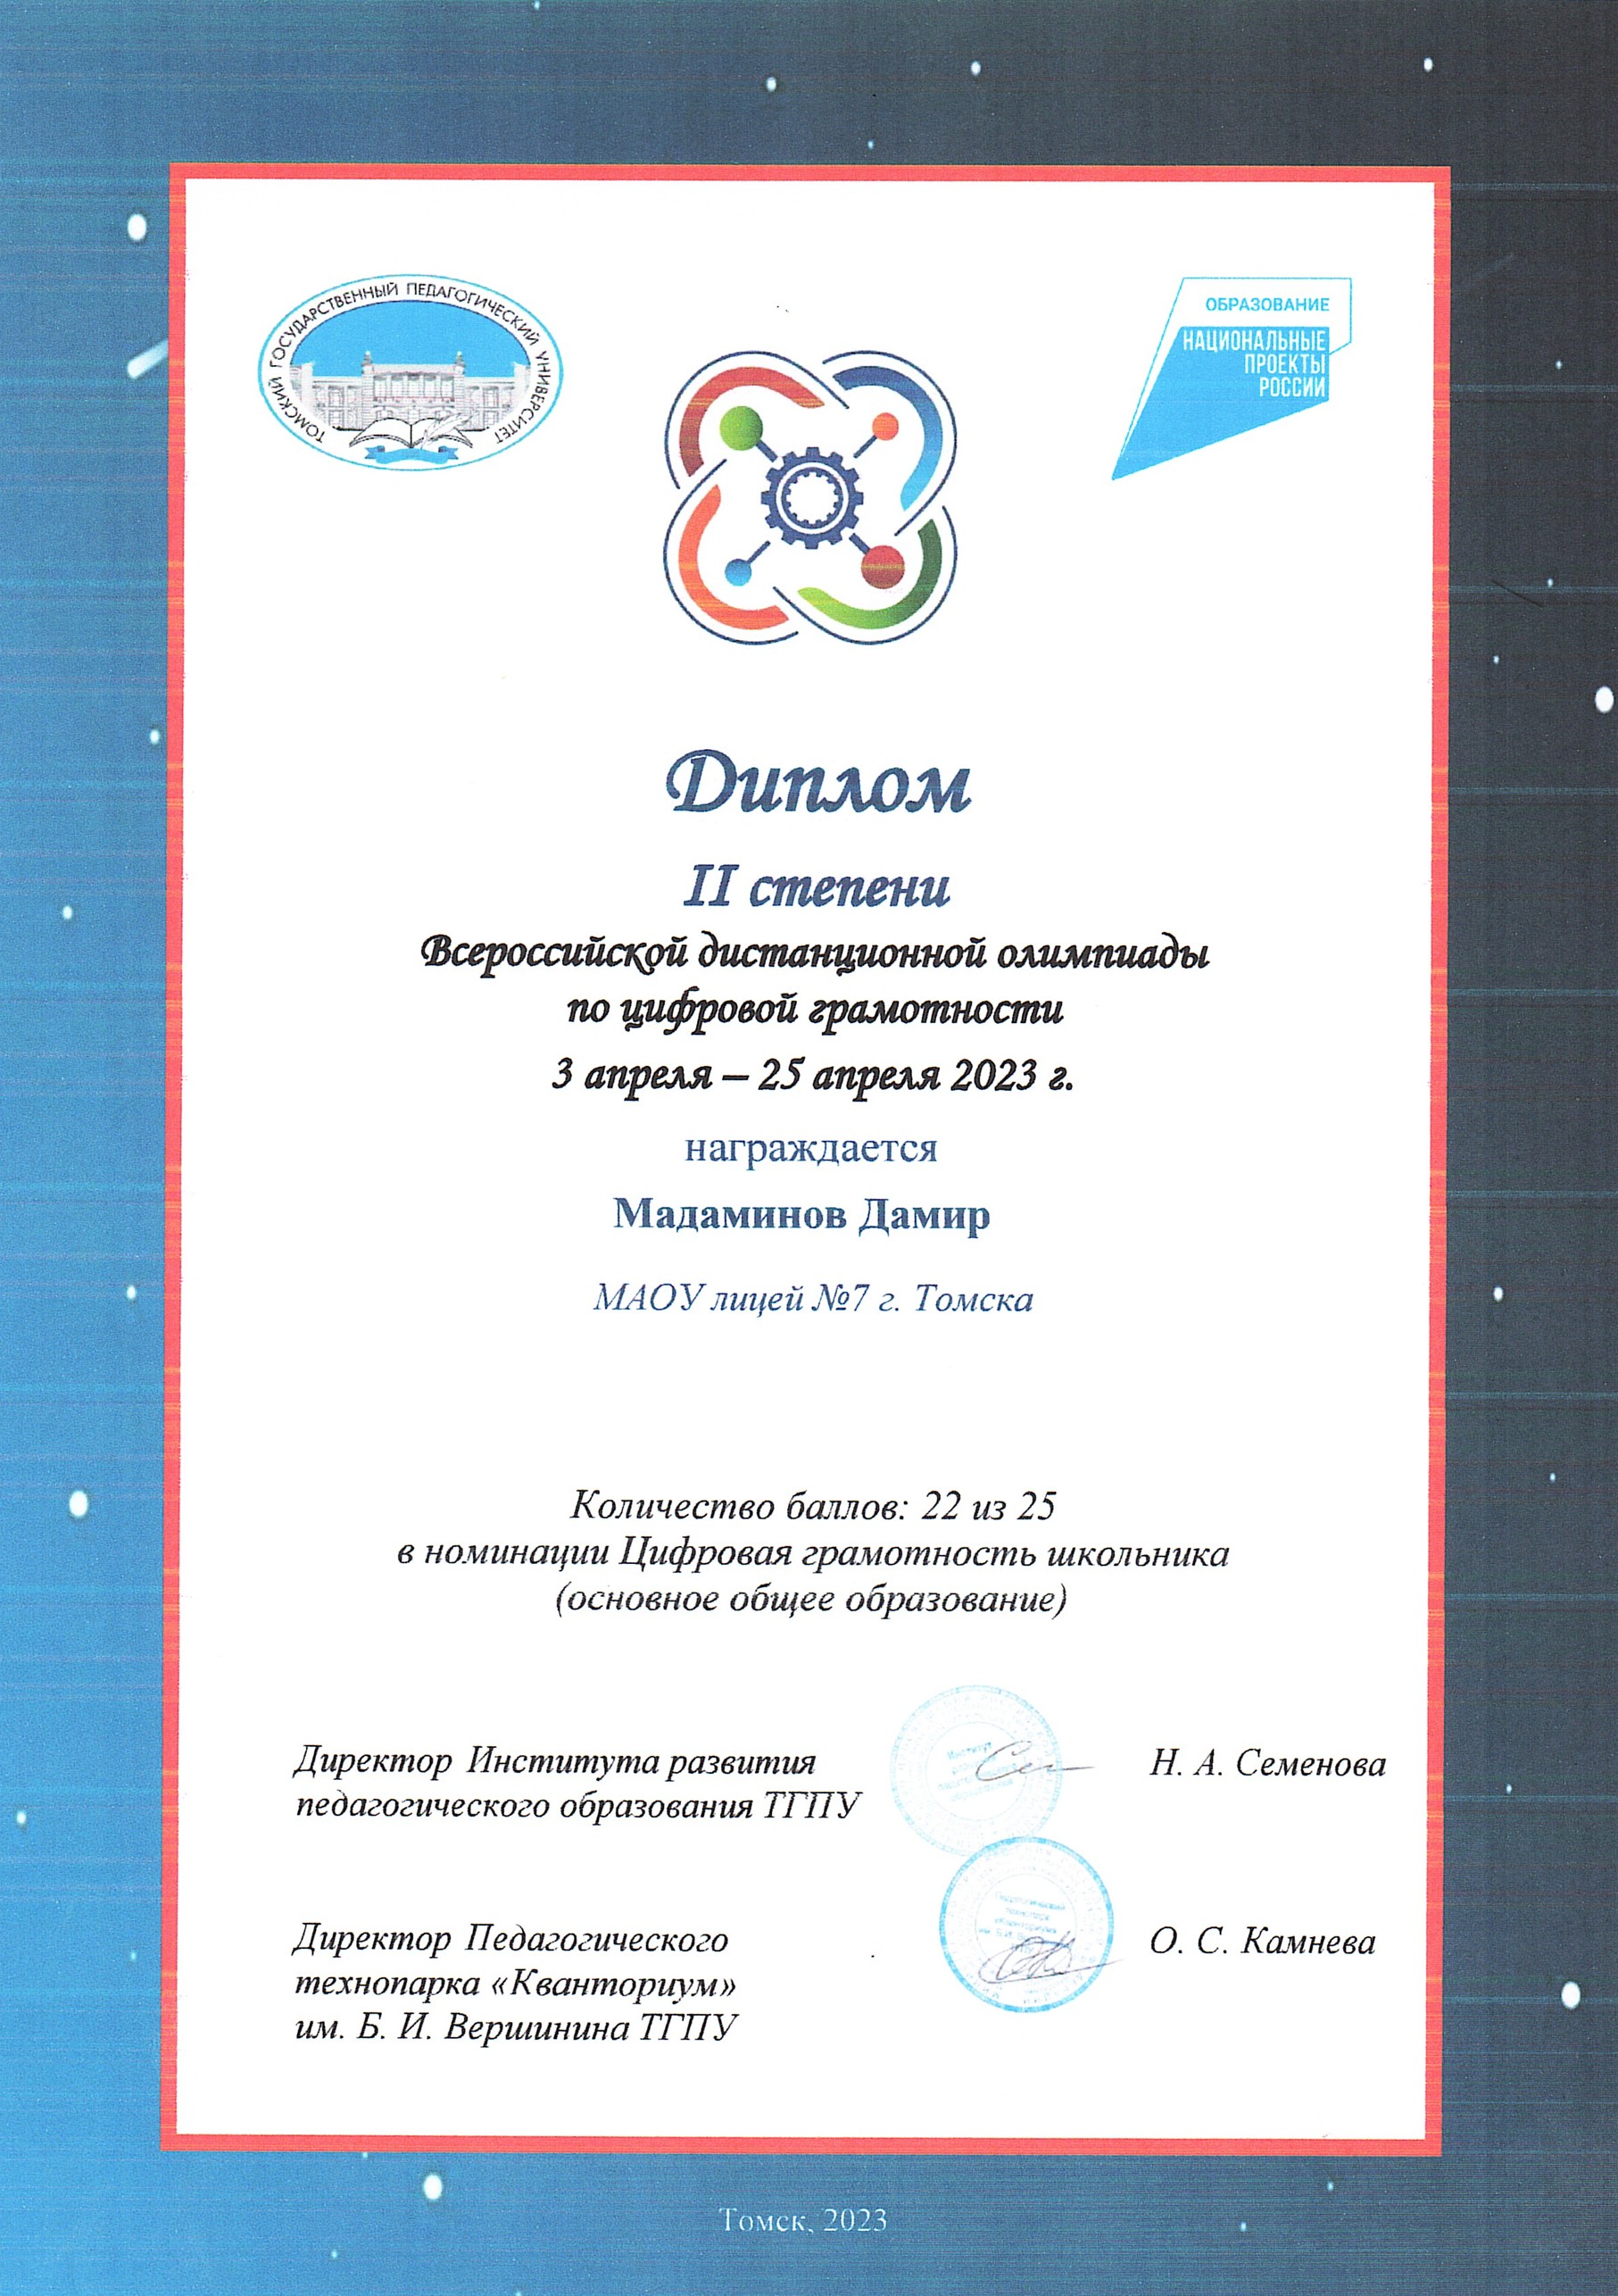 ТОМСКИЙ ГОСУДАРСТВЕННЫЙ ПЕДАГОГИЧЕСКИЙ УНИВЕРСИТЕТ
ОБРАЗОВАНИЕ
НАЦИОНАЛЬНЫЕ
ПРОЕКТЫ
РОССИИ
Диплом
II степени
Всероссийской дистанционной олимпиады
по цифровой грамотности
3 апреля – 25 апреля 2023 г.
награждается
Мадаминов Дамир
МАОУ лицей №7 г. Томска
Количество баллов: 22 из 25
в номинации Цифровая грамотность школьника
(основное общее образование)
Директор Института развития
педагогического образования ТГПУ
Н. А. Семенова
Директор Педагогического
технопарка «Кванториум»
им. Б. И. Вершинина ТГПУ
О. С. Камнева
Томск, 2023